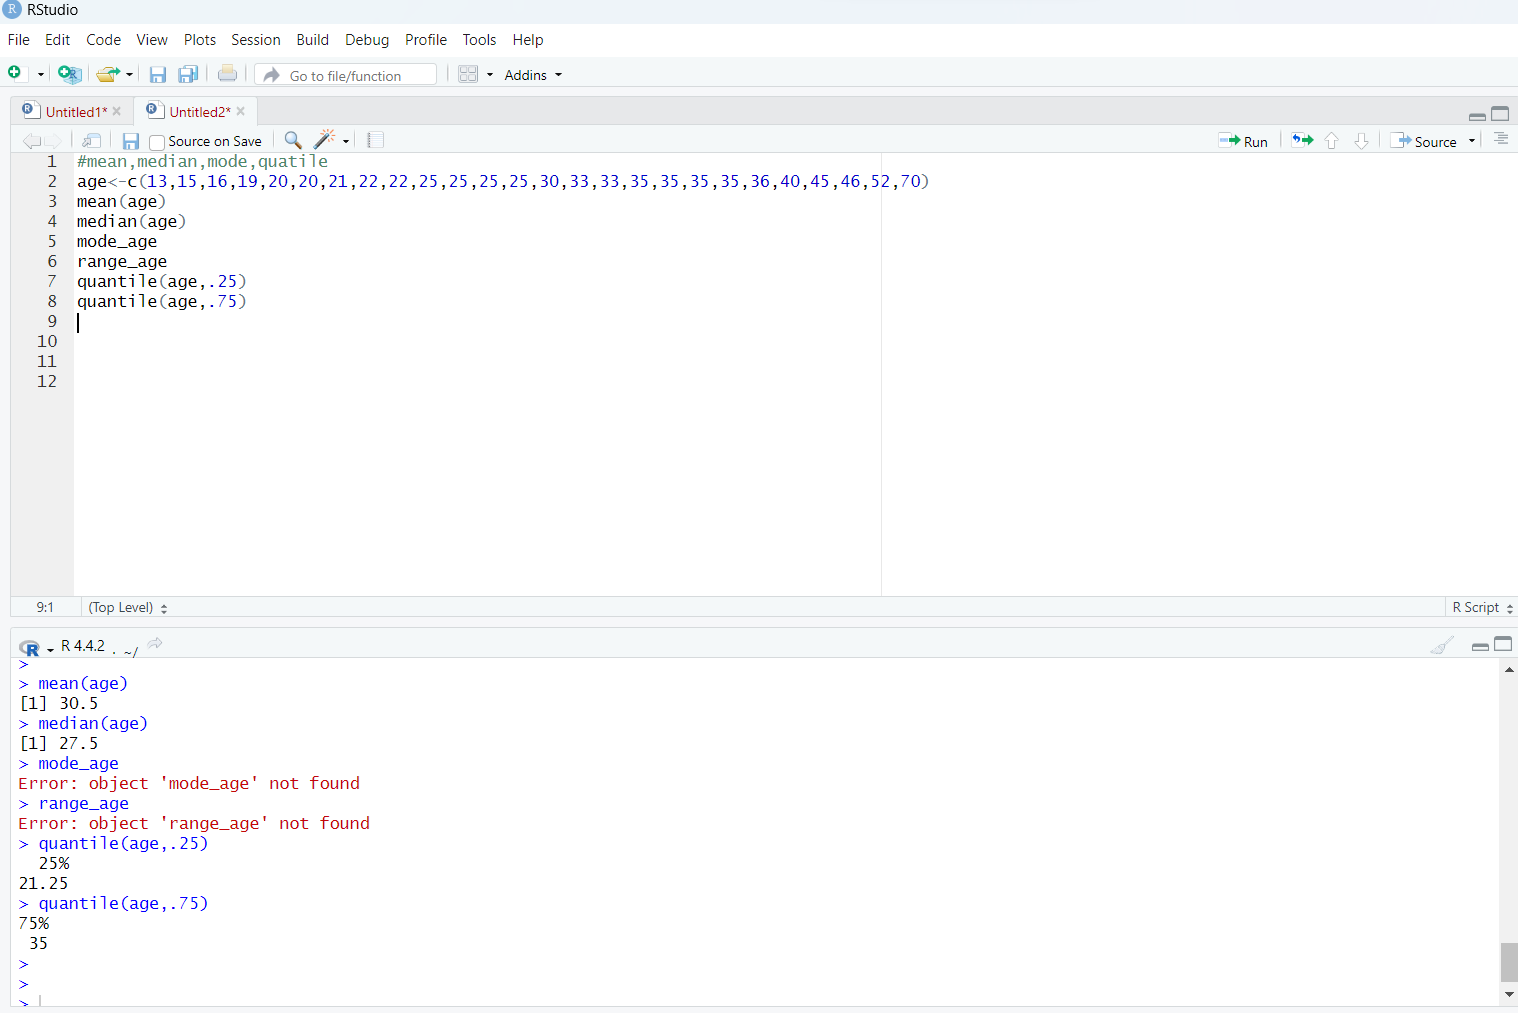 RStudio
File Edit Code View Plots Session Build Debug Profile Tools Help
Go to file/function Addins
Untitled1* Untitled2*
Source on Save Run Source
1 #mean,median,mode,quatile
2 age<-c(13,15,16,19,20,20,21,22,22,25,25,25,25,30,33,33,35,35,35,35,36,40,45,46,52,70)
3 mean(age)
4 median(age)
5 mode_age
6 range_age
7 quantile(age,.25)
8 quantile(age,.75)
9
10
11
12
9:1 (Top Level) R Script
R 4.4.2 . ~/
>
> mean(age)
[1] 30.5
> median(age)
[1] 27.5
> mode_age
Error: object 'mode_age' not found
> range_age
Error: object 'range_age' not found
> quantile(age,.25)
25%
21.25
> quantile(age,.75)
75%
35
>
>
>